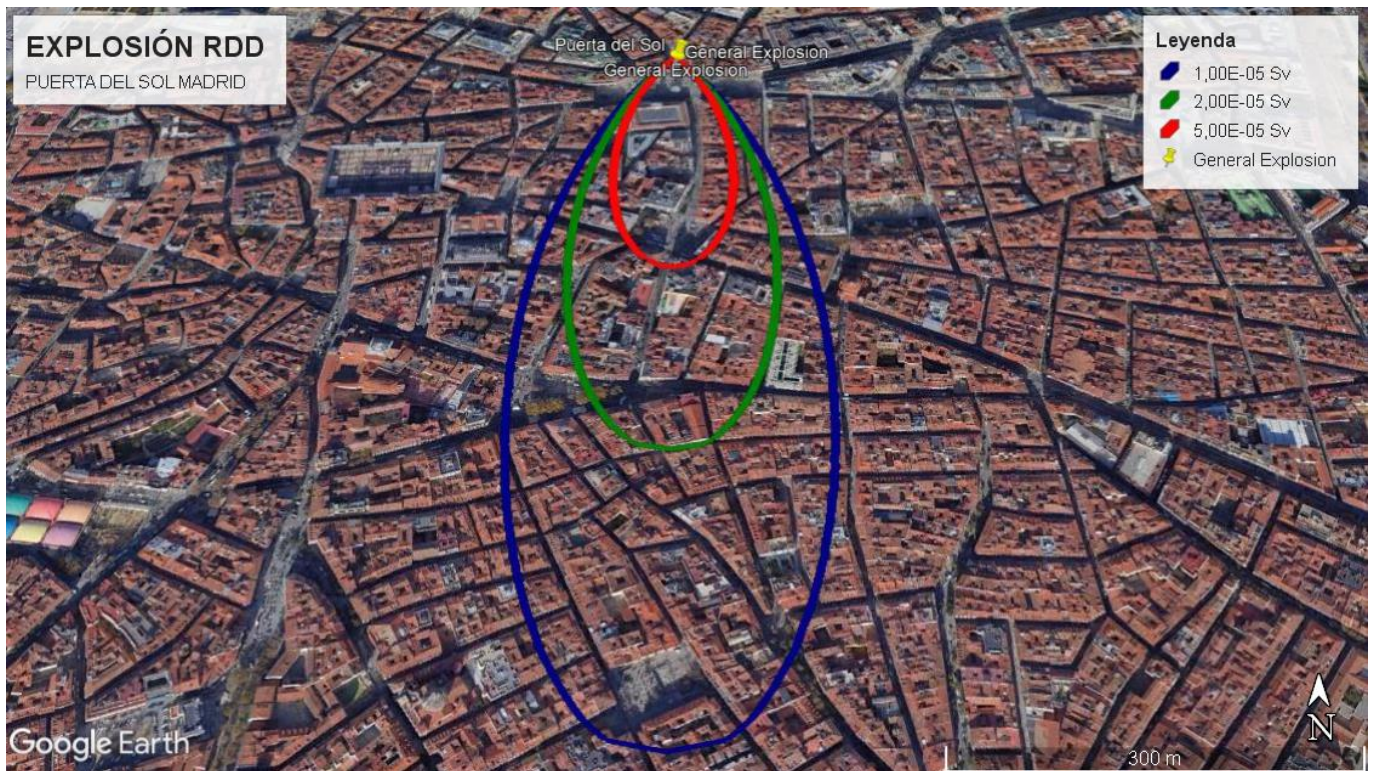 EXPLOSIÓN RDD
PUERTA DEL SOL MADRID
Puerta del Sol
General Explosion
General Explosion
Leyenda
1,00E-05 Sv
2,00E-05 Sv
5,00E-05 Sv
General Explosion
Google Earth
N
300 m